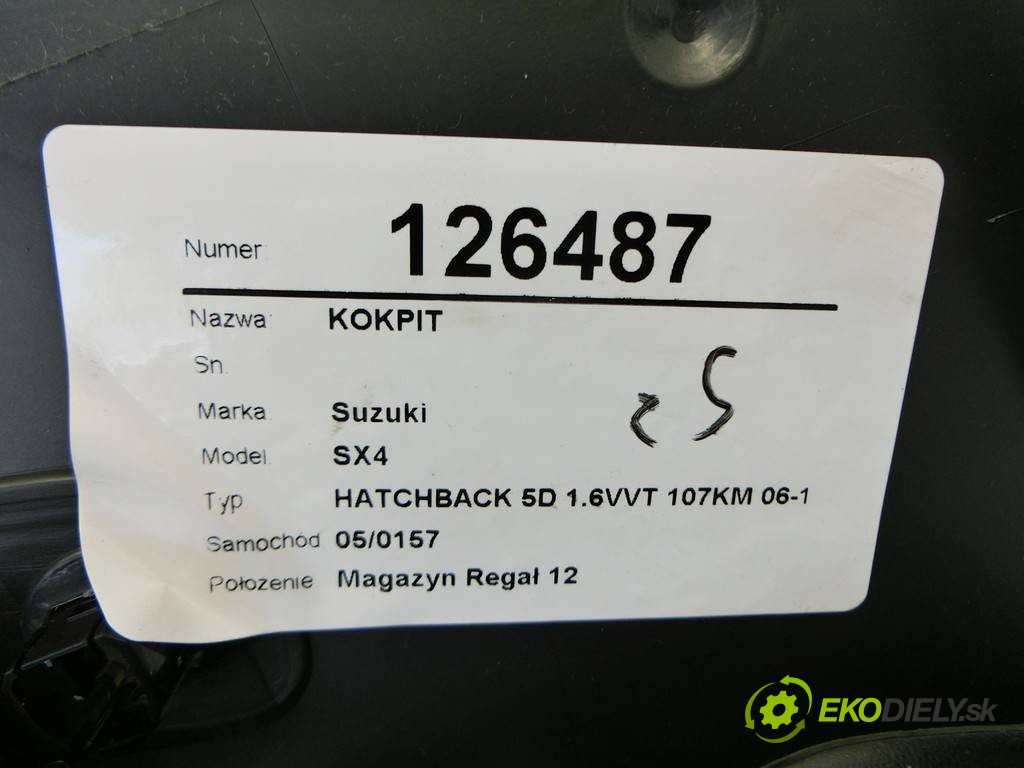 Numer 126487
Nazwa KOKPIT
Sn.
Marka Suzuki
Model SX4
Typ HATCHBACK 5D 1.6VVT 107KM 06-1
Samochód 05/0157
Położenie Magazyn Regał 12
EKODIELY.sk